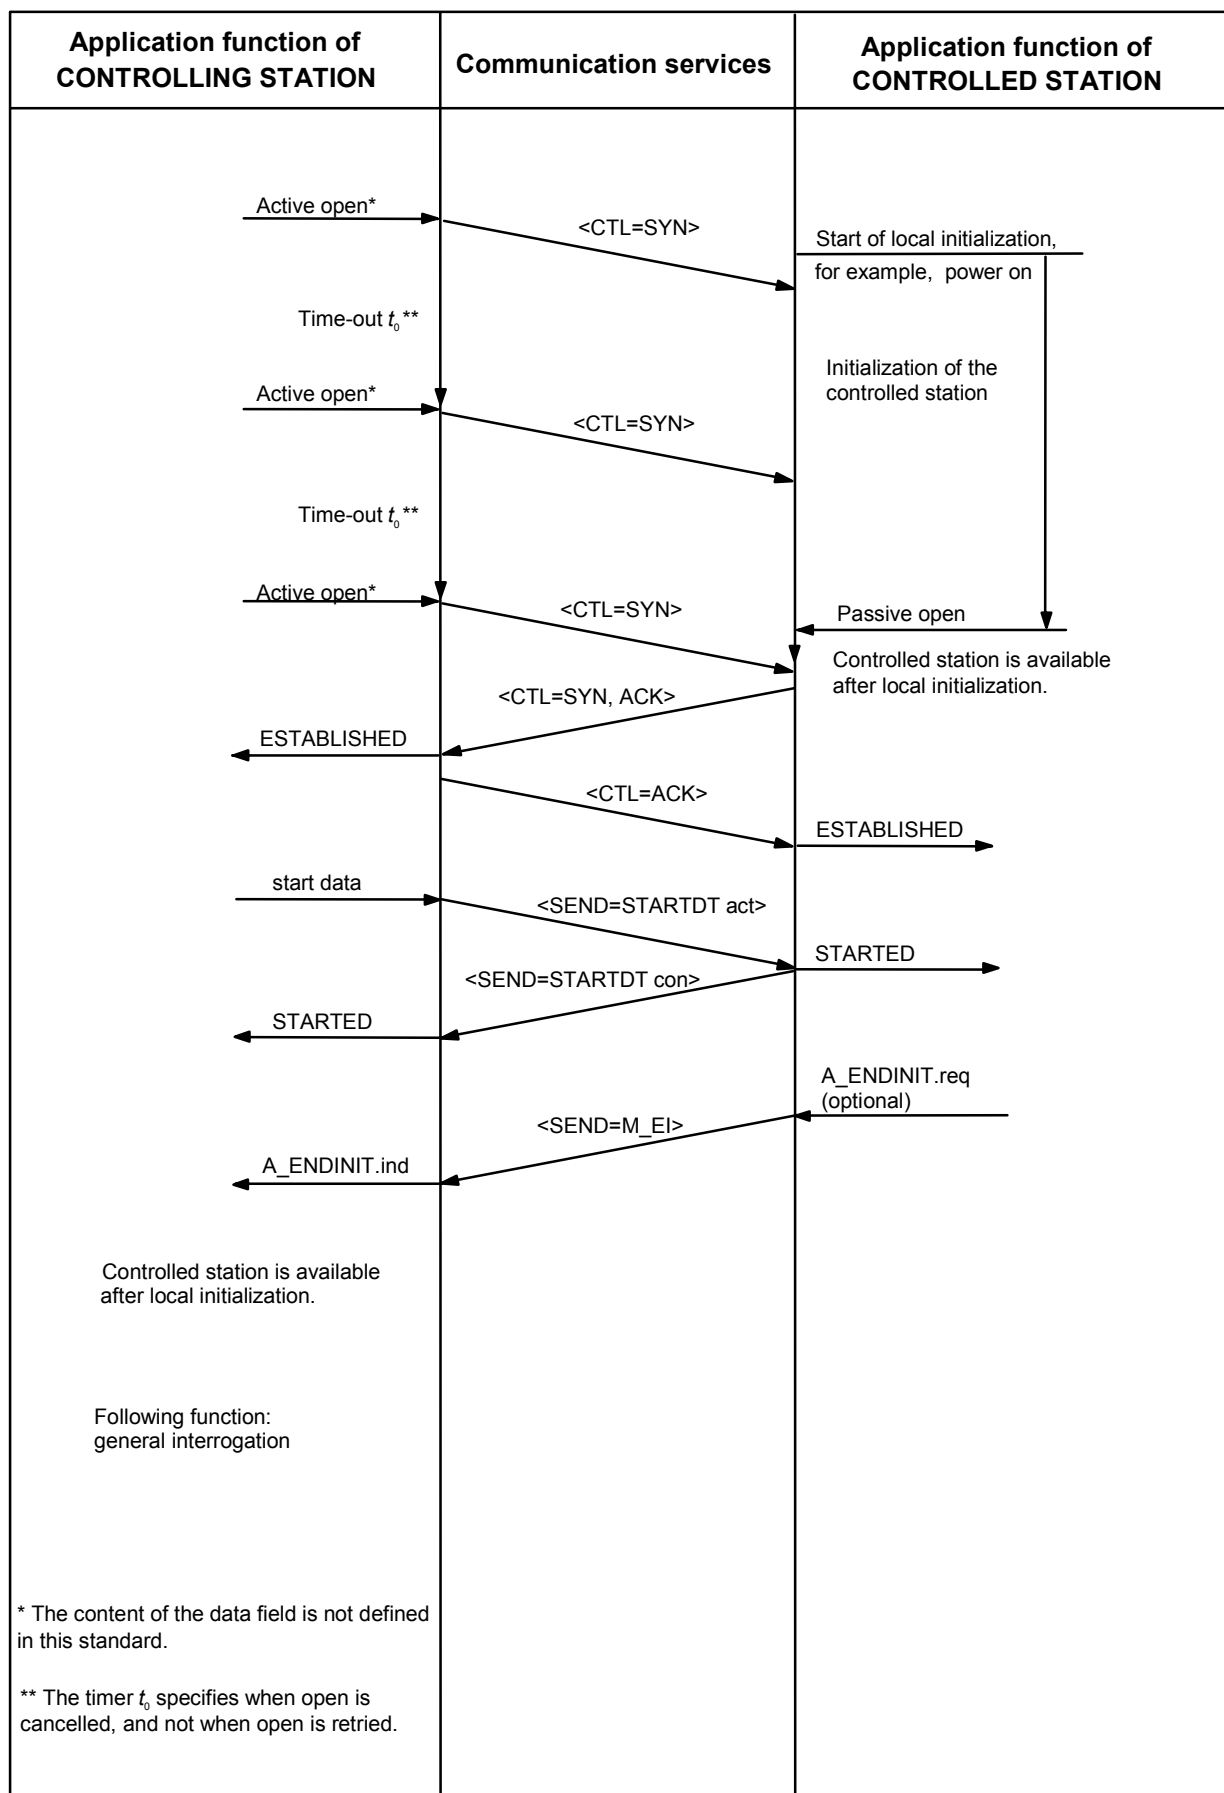 Application function of
CONTROLLING STATION
Communication services
Application function of
CONTROLLED STATION
Active open*
<CTL=SYN>
Start of local initialization,
for example, power on
Time-out t₀**
Initialization of the
controlled station
Active open*
<CTL=SYN>
Time-out t₀**
Active open*
<CTL=SYN>
Passive open
Controlled station is available
after local initialization.
<CTL=SYN, ACK>
ESTABLISHED
<CTL=ACK>
ESTABLISHED
start data
<SEND=STARTDT act>
STARTED
<SEND=STARTDT con>
STARTED
A_ENDINIT.req
(optional)
<SEND=M_EI>
A_ENDINIT.ind
Controlled station is available
after local initialization.
Following function:
general interrogation
* The content of the data field is not defined
in this standard.
** The timer t₀ specifies when open is
cancelled, and not when open is retried.